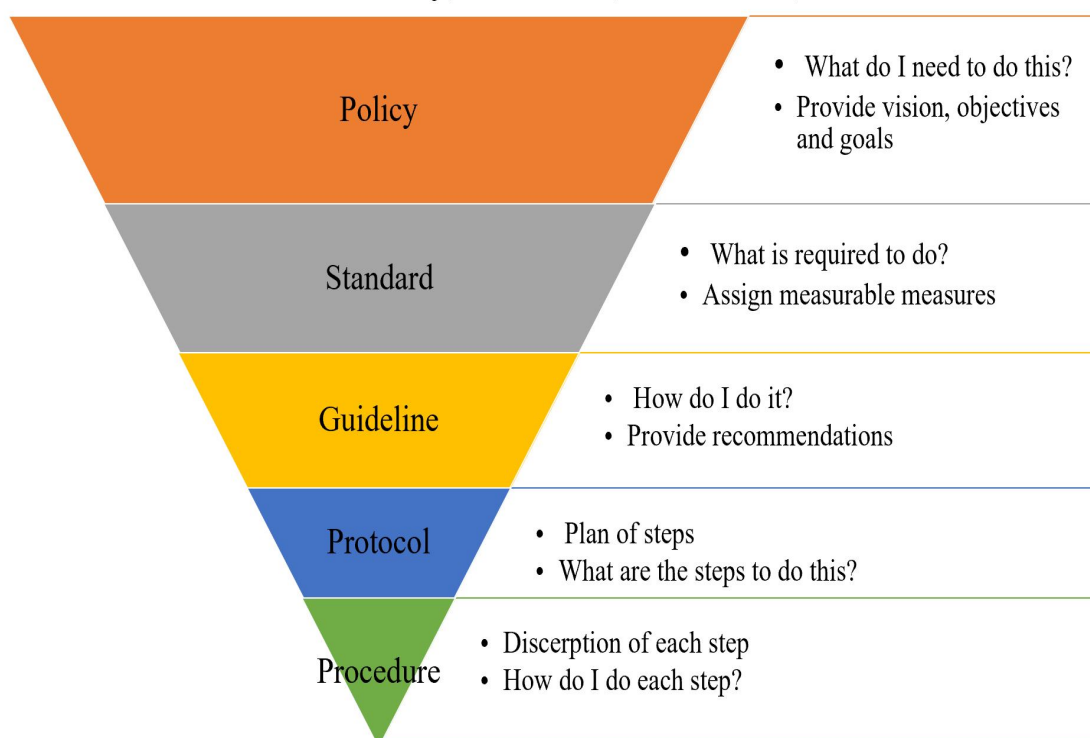 Policy
• What do I need to do this?
• Provide vision, objectives
and goals
Standard
• What is required to do?
• Assign measurable measures
Guideline
• How do I do it?
• Provide recommendations
Protocol
• Plan of steps
• What are the steps to do this?
Procedure
• Discerption of each step
• How do I do each step?